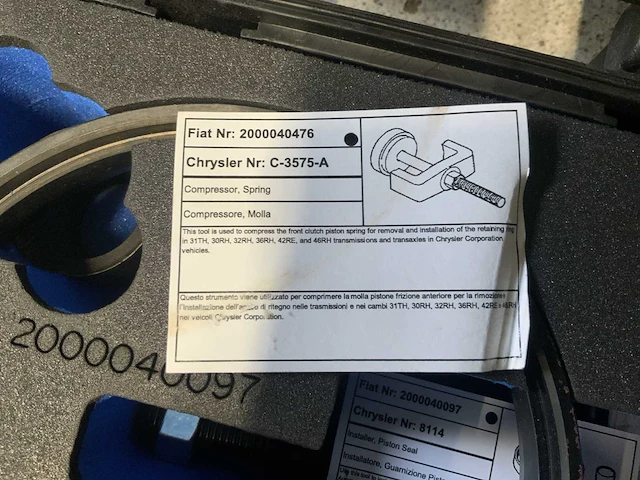 Fiat Nr: 2000040476
Chrysler Nr: C-3575-A
Compressor, Spring
Compressore, Molla
This tool is used to compress the front clutch piston spring for removal and installation of the retaining ring
in 31TH, 30RH, 32RH, 36RH, 42RE, and 46RH transmissions and transaxles in Chrysler Corporation
vehicles.
Questo strumento viene utilizzato per comprimere la molla pistone frizione anteriore per la rimozione
l'installazione dell' di ritegno nelle trasmissioni e nei cambi 31TH, 30RH, 32RH, 36RH, 42RE e 46RH
nei veicoli Chrysler Corporation.
2000040097
Fiat Nr: 2000040097
Chrysler Nr: 8114
Installer, Piston Seal
Installatore, Guarnizione